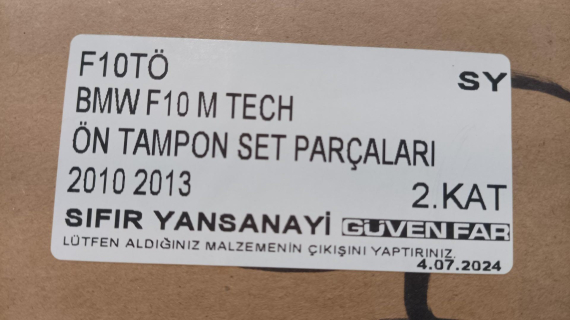 F10TÖ
SY
BMW F10 M TECH
ÖN TAMPON SET PARÇALARI
2010 2013
2.KAT
SIFIR YANSANAYİ GÜVEN FAR
LÜTFEN ALDIĞINIZ MALZEMENİN ÇIKIŞINI YAPTIRINIZ.
4.07.2024